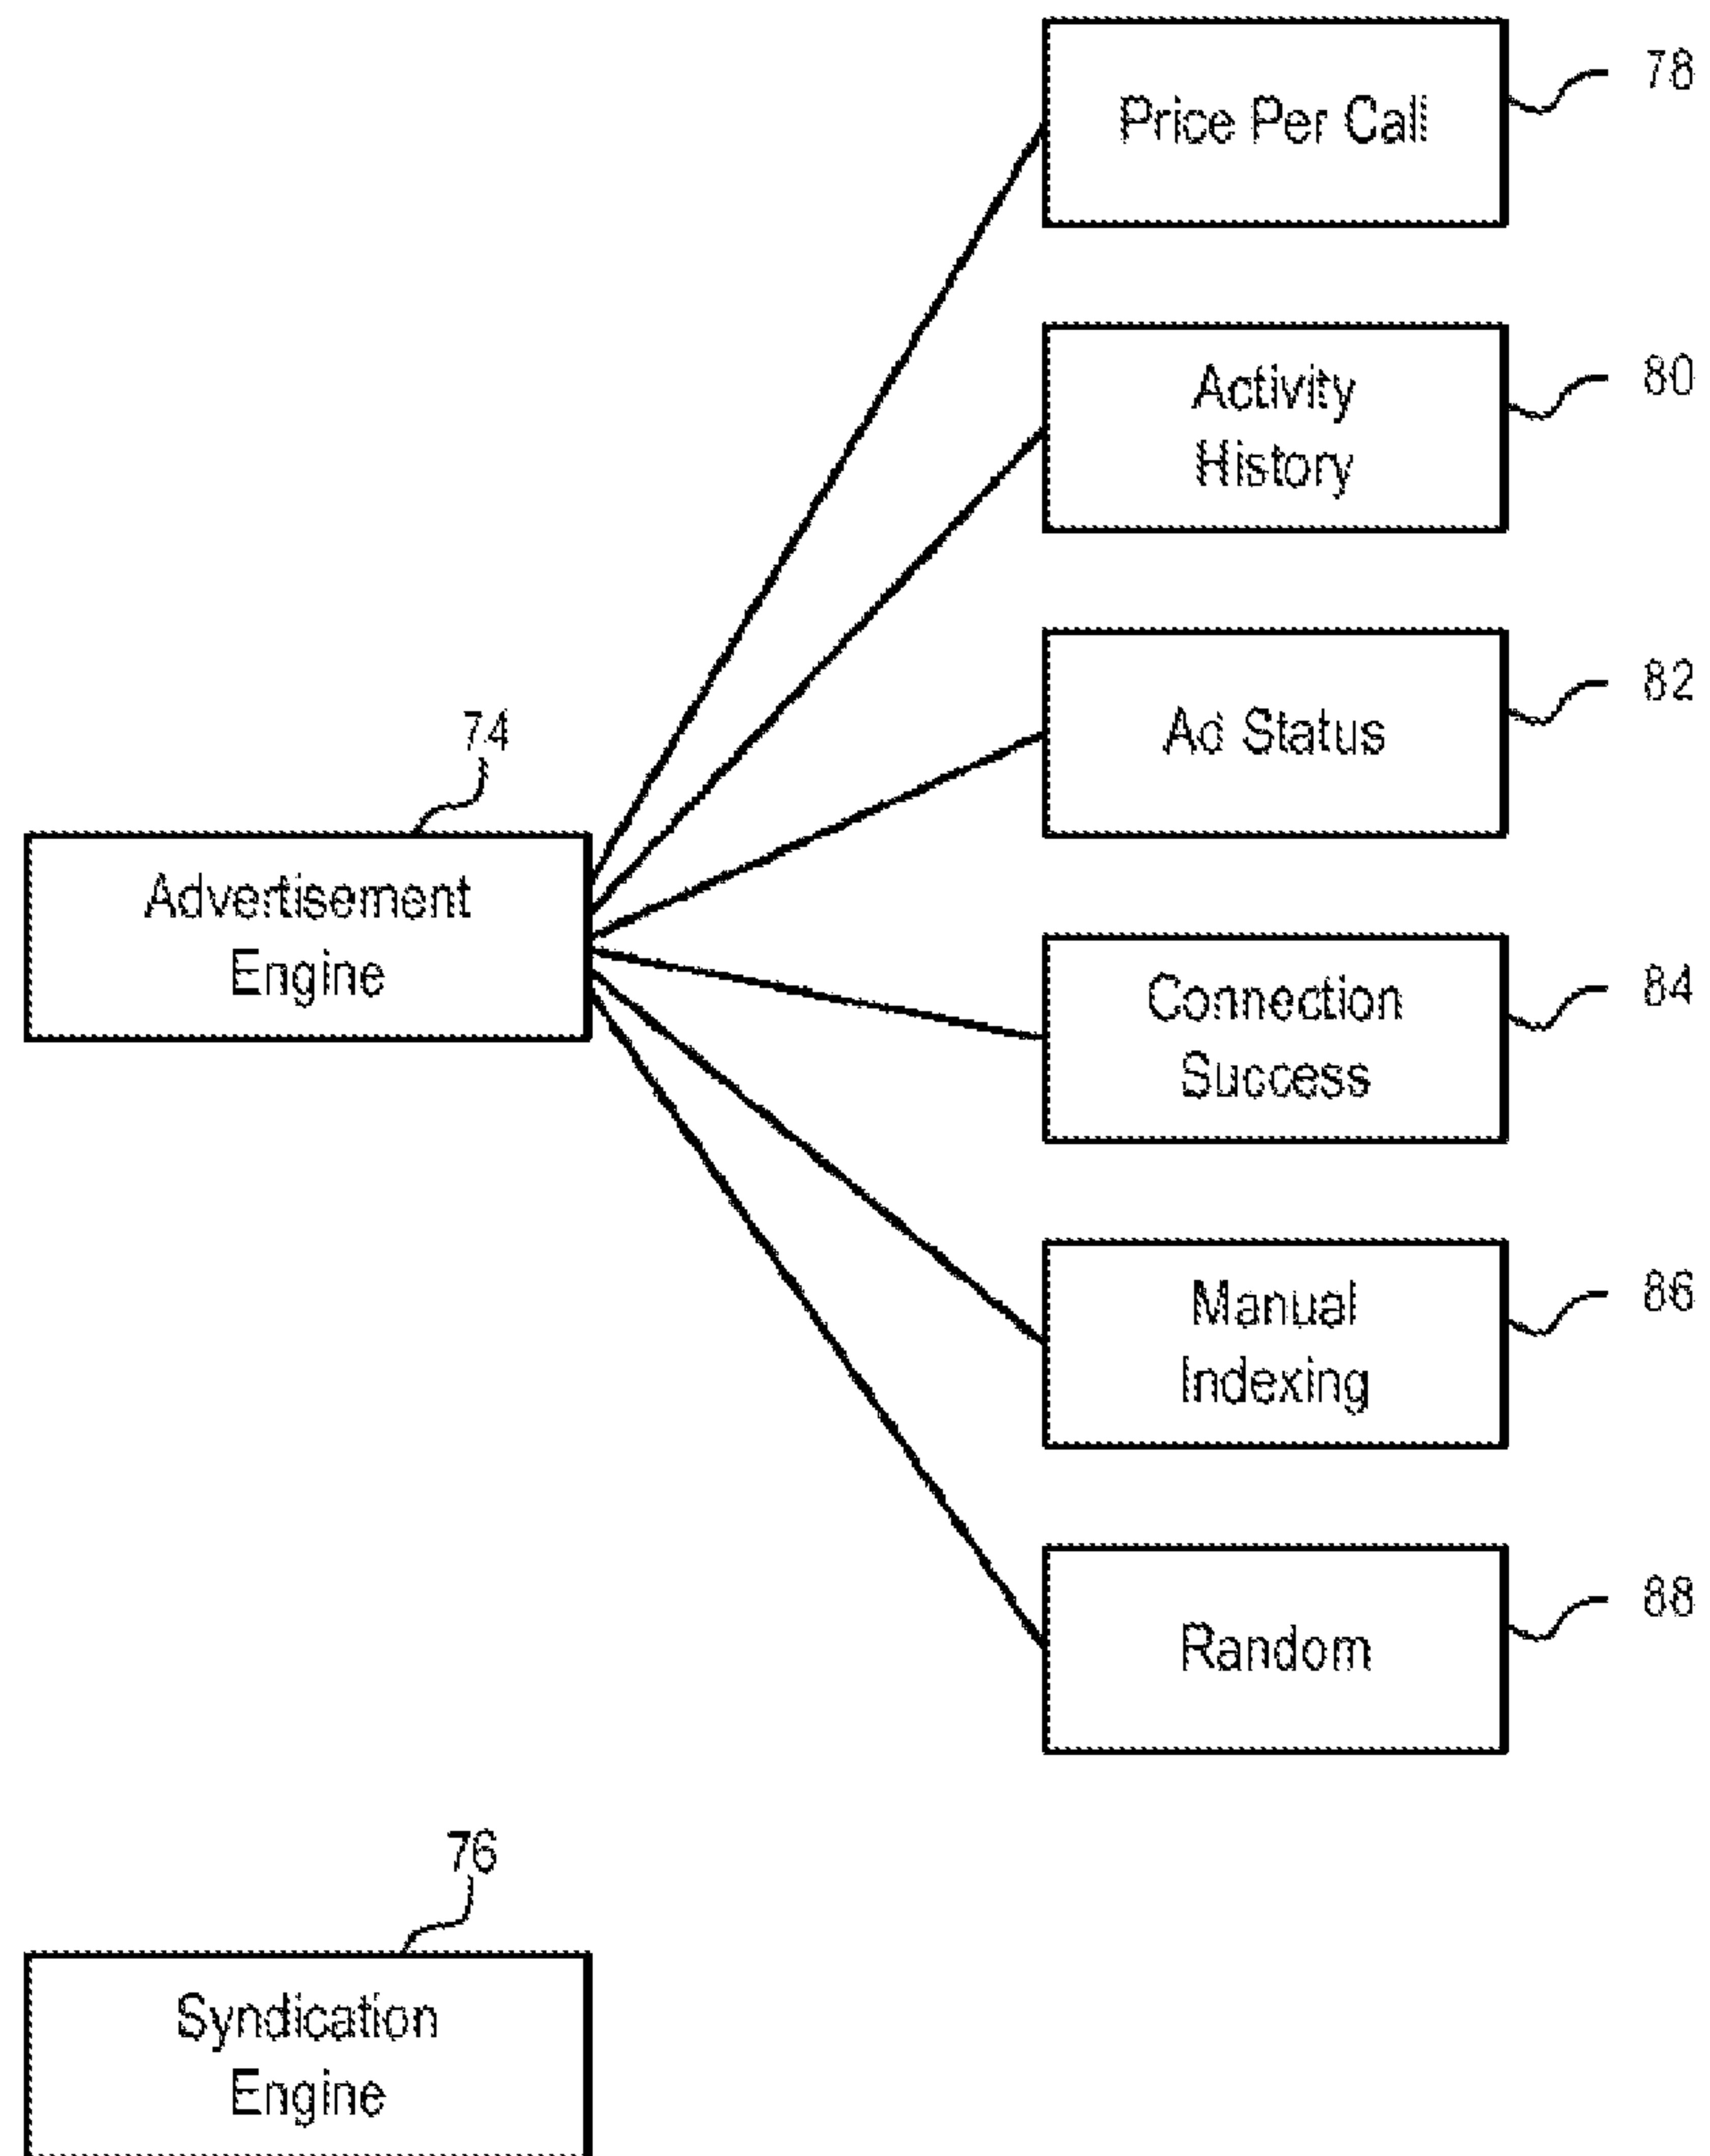 Price Per Call
78
Activity
History
80
Ad Status
82
74
Advertisement
Engine
Connection
Success
84
Manual
Indexing
86
Random
88
76
Syndication
Engine